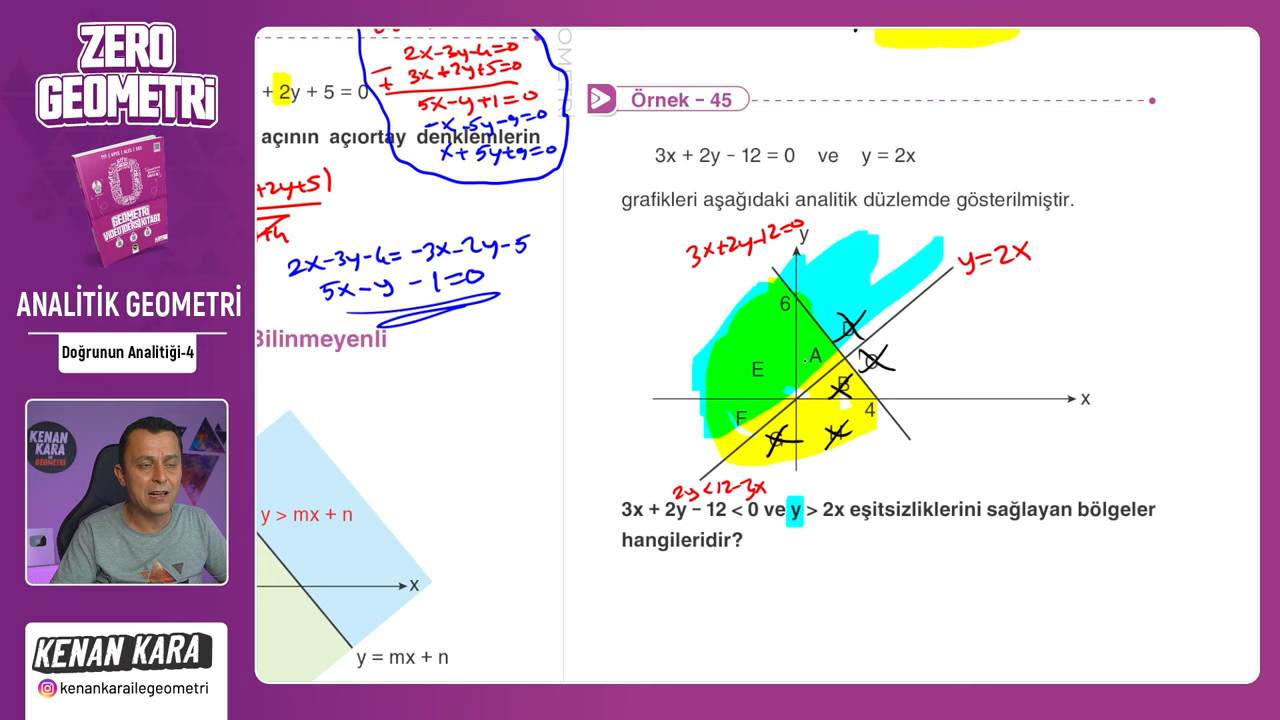 ZERO
GEOMETRİ
GEOMETRİ
VİDEO DERS KİTABI
ANALİTİK GEOMETRİ
Doğrunun Analitiği-4
KENAN
KARA
GEOMETRİ
KENAN KARA
kenankarailegeometri
2x-3y-4=0
3x+2y+5=0
5x-y+1=0
-x-5y-9=0
x+5y+9=0
+ 2y + 5 = 0
açının açıortay denklemlerin
+2y+5)
2x-3y-4=-3x-2y-5
5x-y-1=0
Bilinmeyenli
y > mx + n
x
y = mx + n
Örnek – 45
3x + 2y – 12 = 0 ve y = 2x
grafikleri aşağıdaki analitik düzlemde gösterilmiştir.
3x+2y-12=0
y
y=2x
6
D
A
C
E
B
x
F
4
G
H
2y<12-3x
3x + 2y – 12 < 0 ve y > 2x eşitsizliklerini sağlayan bölgeler
hangileridir?